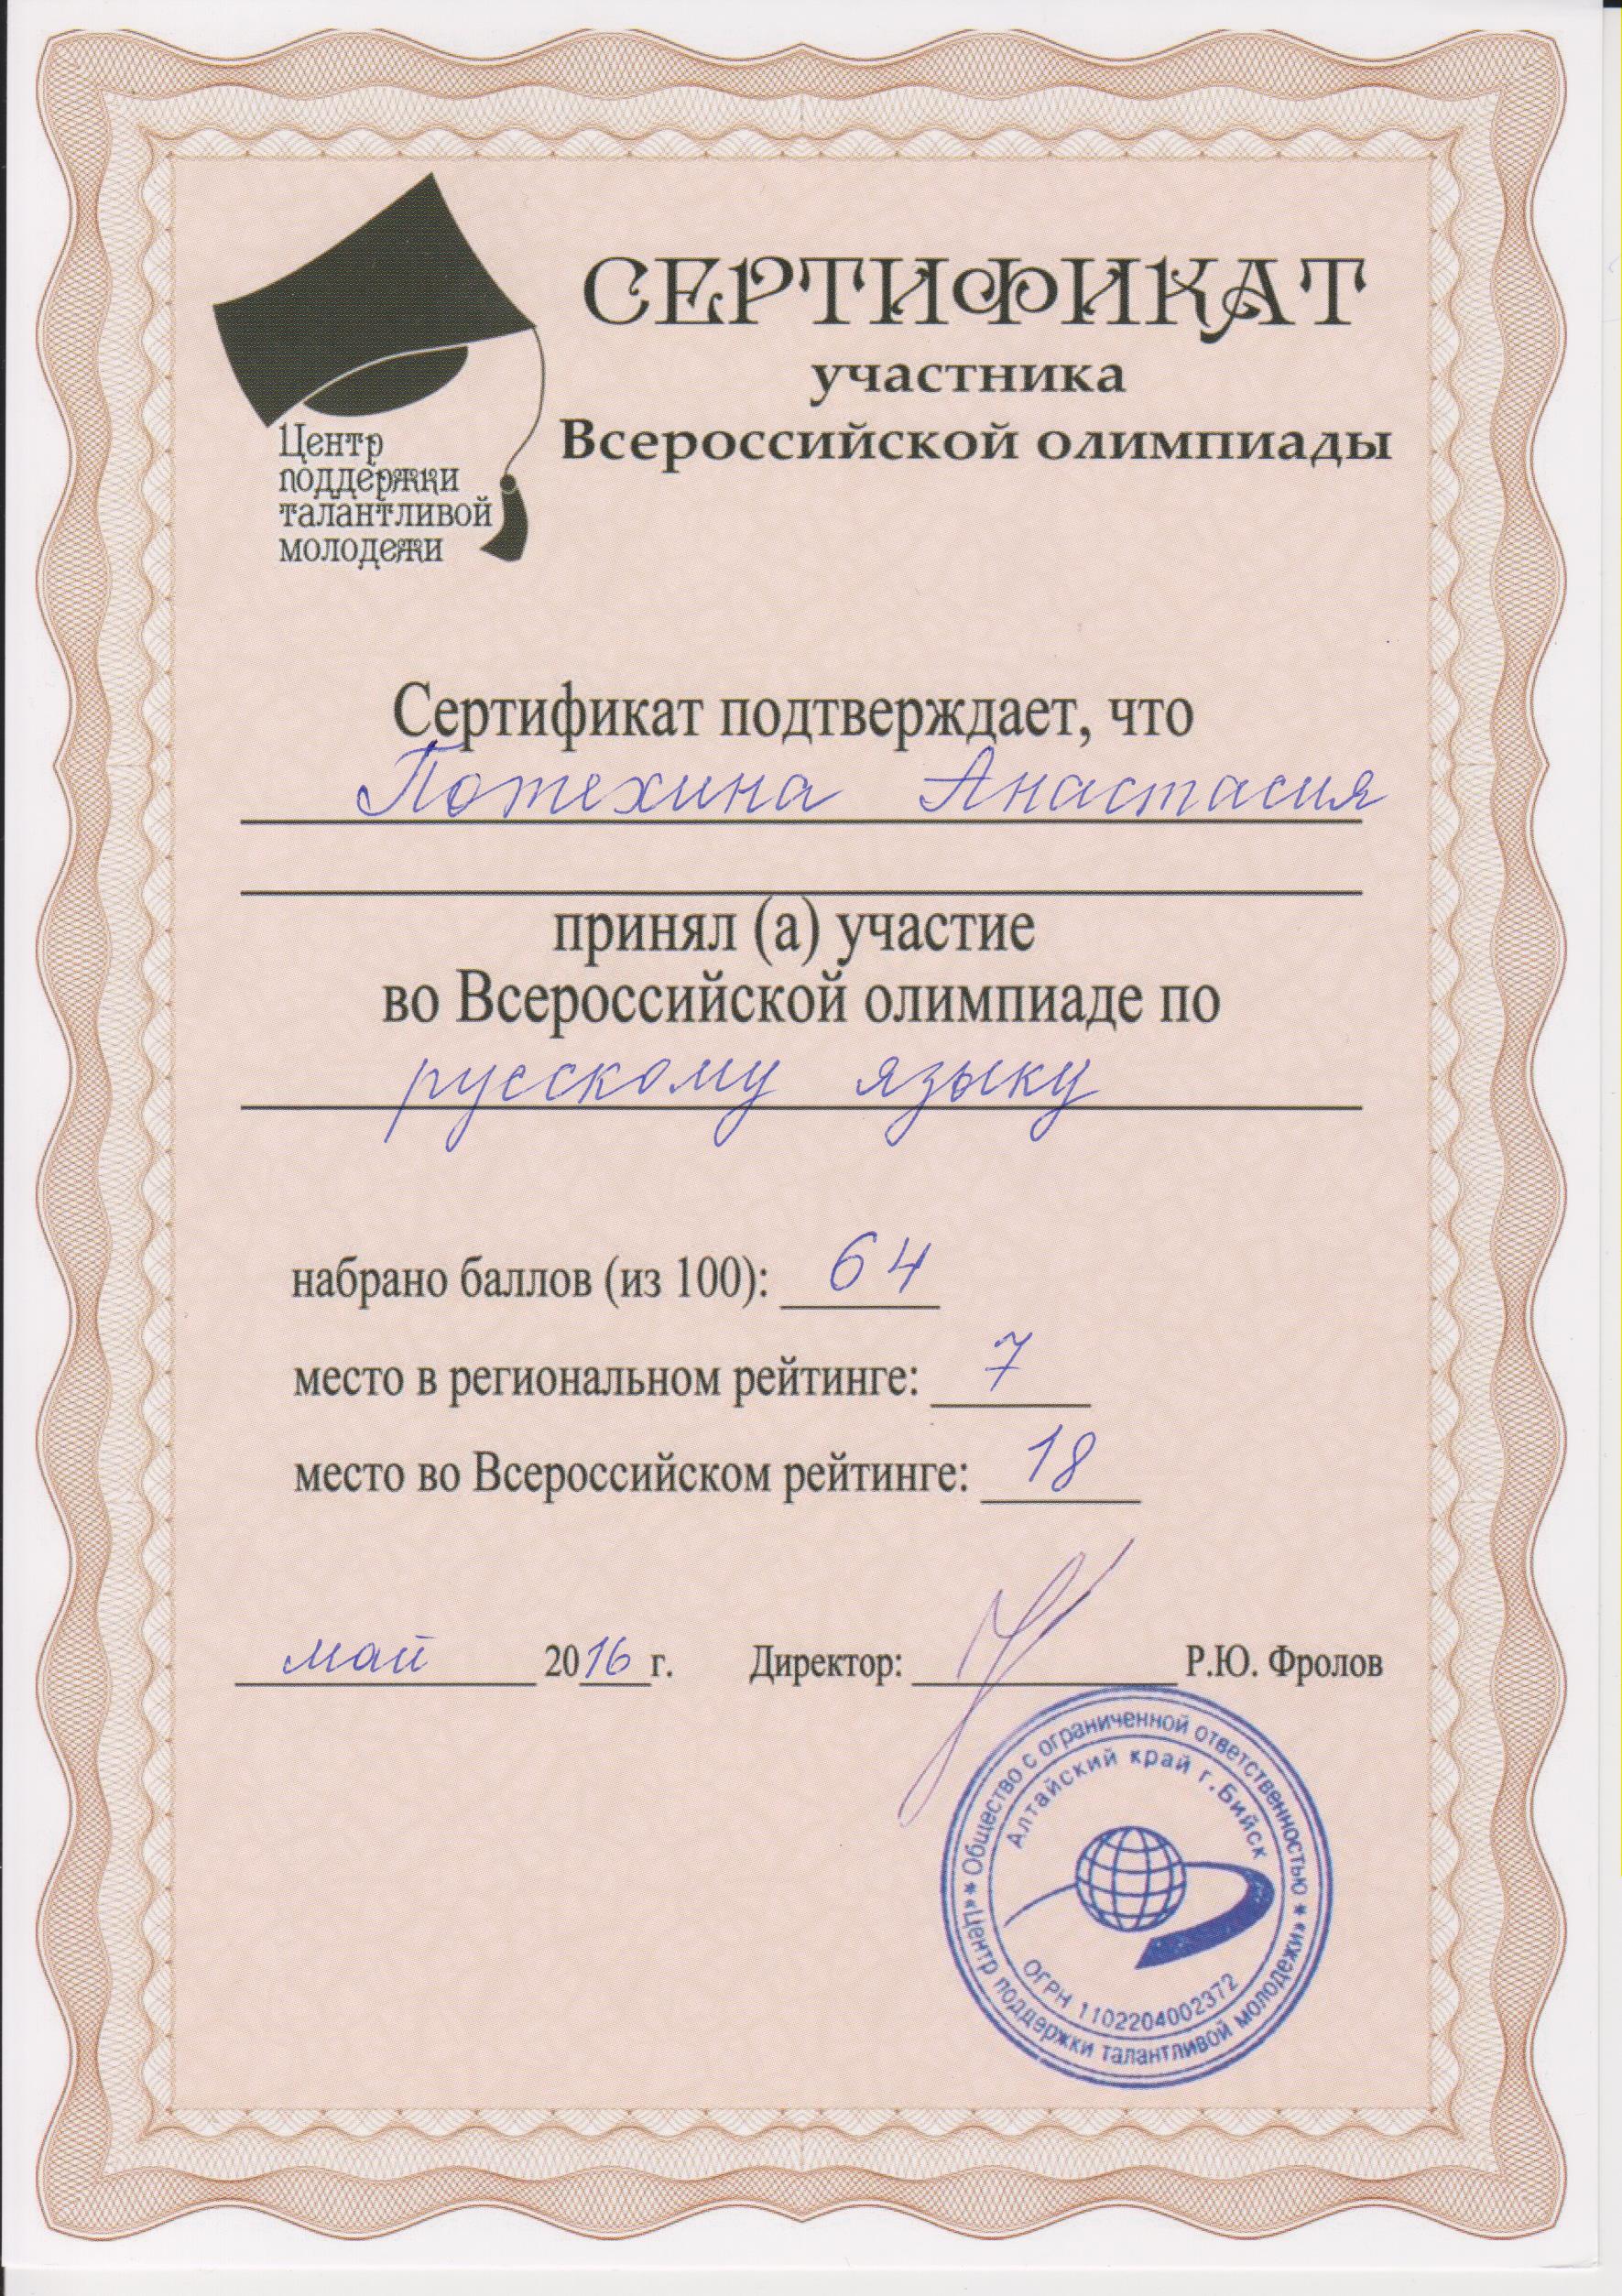 СЕРТИФИКАТ
участника
Всероссийской олимпиады
Центр
поддержки
талантливой
молодежи
Сертификат подтверждает, что
Потехина Анастасия
принял (а) участие
во Всероссийской олимпиаде по
русскому языку
набрано баллов (из 100): 64
место в региональном рейтинге: 7
место во Всероссийском рейтинге: 18
май 2016 г. Директор: Р.Ю. Фролов
* Общество с ограниченной ответственностью *
«Центр поддержки талантливой молодежи»
Алтайский край г.Бийск
ОГРН 1102204002372